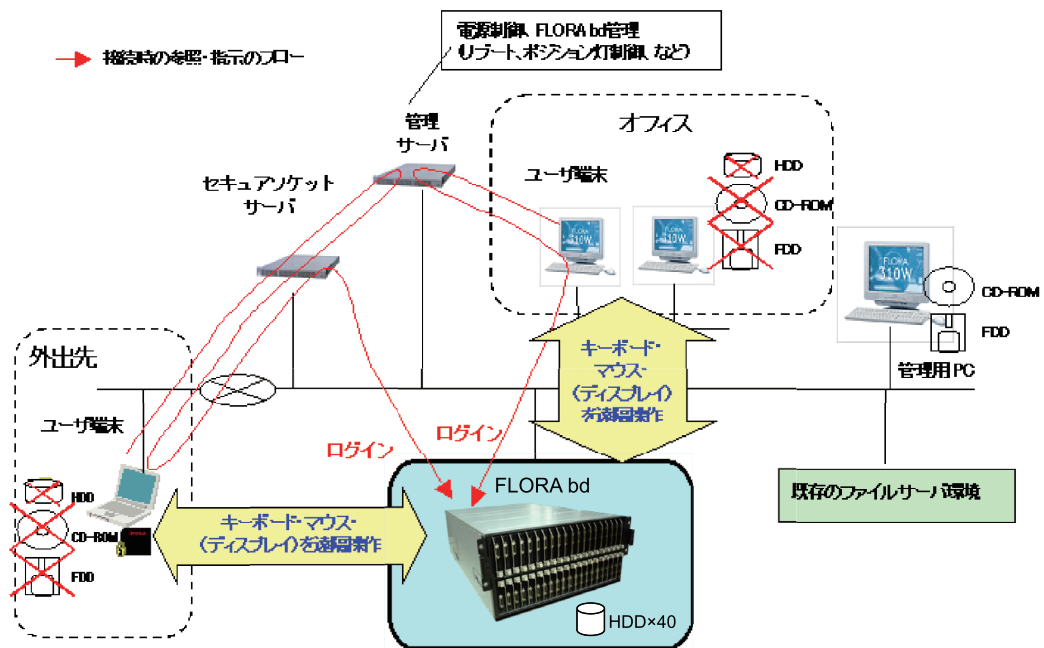 電源制御、FLORA bd管理
(リブート、ポジション灯制御、など)
接続時の参照・指示のフロー
管理
サーバ
オフィス
セキュアソケット
サーバ
ユーザ端末
HDD
CD-ROM
FDD
FLORA
310W
FLORA
310W
FLORA
310W
CD-ROM
FDD
管理用PC
外出先
ユーザ端末
キーボード・
マウス・
(ディスプレイ)
を遠隔操作
ログイン
ログイン
HDD
CD-ROM
FDD
キーボード・マウス・
(ディスプレイ)を遠隔操作
FLORA bd
HDD×40
既存のファイルサーバ環境